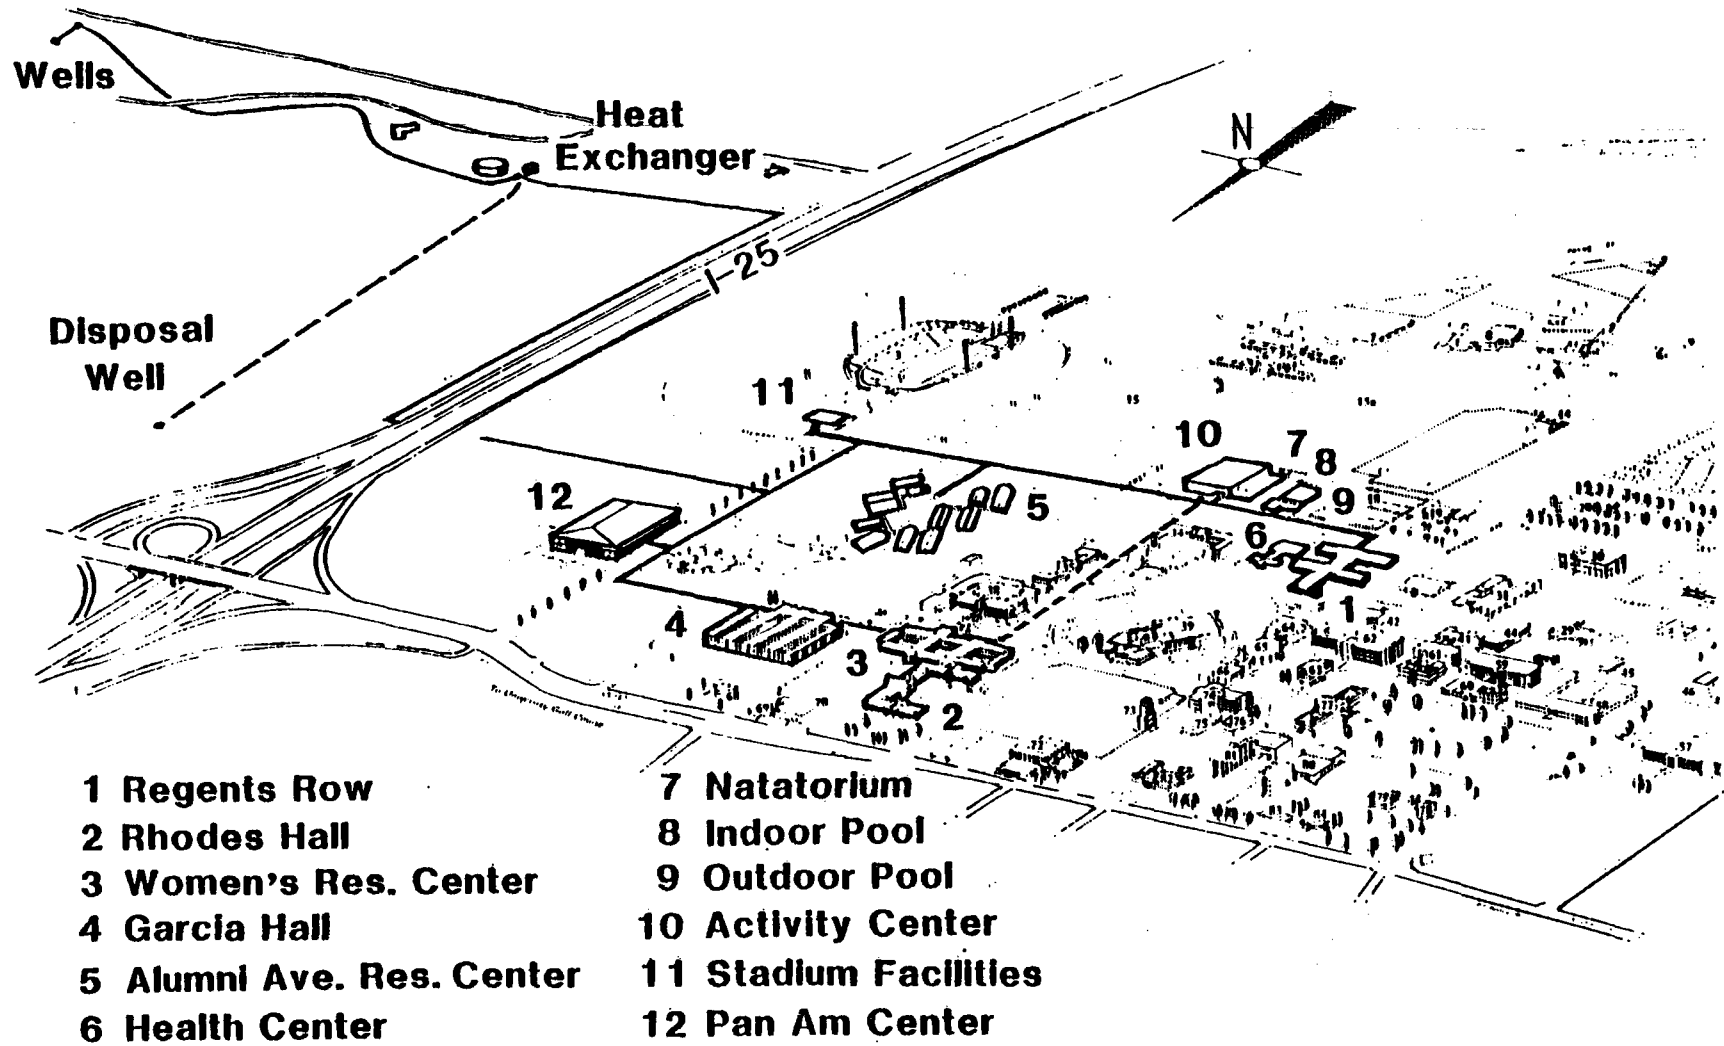 Wells
Heat
Exchanger
N
I-25
Disposal
Well
11
10
7
8
9
12
5
6
1
4
3
2
1 Regents Row
2 Rhodes Hall
3 Women's Res. Center
4 Garcia Hall
5 Alumni Ave. Res. Center
6 Health Center
7 Natatorium
8 Indoor Pool
9 Outdoor Pool
10 Activity Center
11 Stadium Facilities
12 Pan Am Center